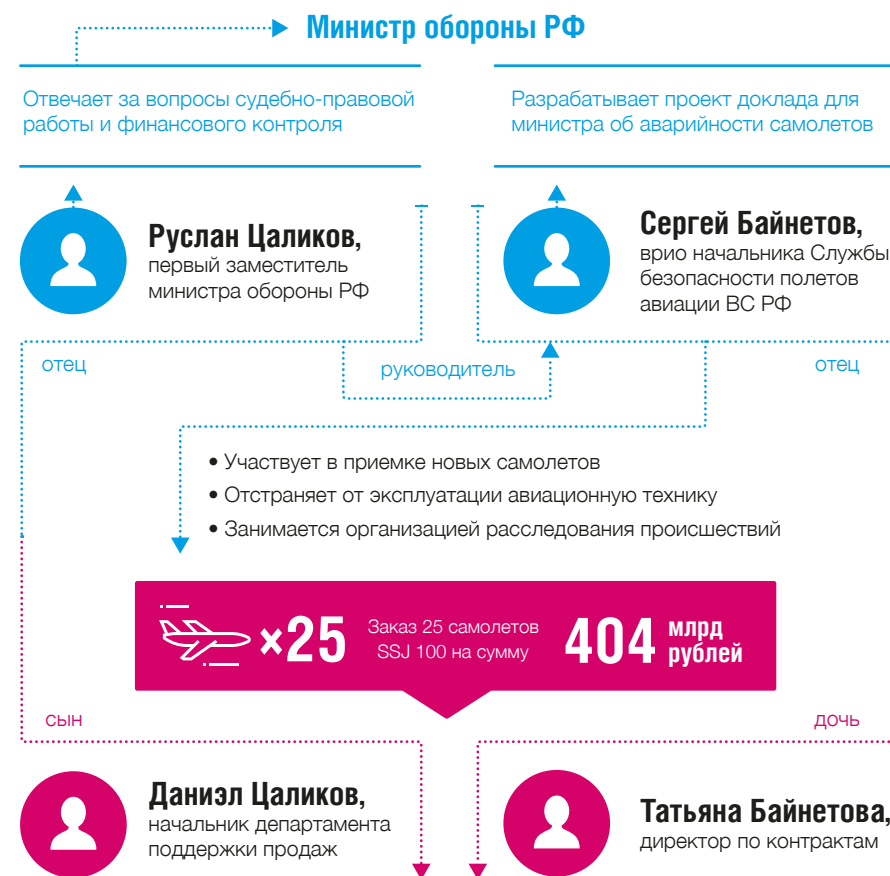 Министр обороны РФ
Отвечает за вопросы судебно-правовой
работы и финансового контроля
Разрабатывает проект доклада для
министра об аварийности самолетов
Руслан Цаликов,
первый заместитель
министра обороны РФ
Сергей Байнетов,
врио начальника Службы
безопасности полетов
авиации ВС РФ
отец
руководитель
отец
• Участвует в приемке новых самолетов
• Отстраняет от эксплуатации авиационную технику
• Занимается организацией расследования происшествий
×25
Заказ 25 самолетов
SSJ 100 на сумму
404
млрд
рублей
сын
дочь
Даниэл Цаликов,
начальник департамента
поддержки продаж
Татьяна Байнетова,
директор по контрактам